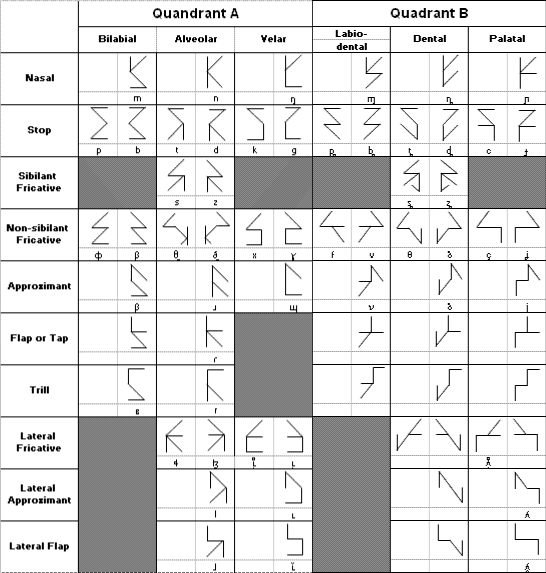 Quandrant A Quadrant B
Bilabial Alveolar Velar Labio-dental Dental Palatal
Nasal
m n ŋ ɱ n̪ ɲ
Stop
p b t d k g p̪ b̪ t̪ d̪ c ɟ
Sibilant
Fricative
s z s̪ z̪
Non-sibilant
Fricative
ɸ β θ̠ ð̠ x ɣ f v θ ð ç ʝ
Approximant
β ɹ ɰ ʋ ð j
Flap or Tap
ɾ
Trill
ʙ r
Lateral
Fricative
ɬ ɮ
Lateral
Approximant
l ʟ ʎ
Lateral Flap
ɺ